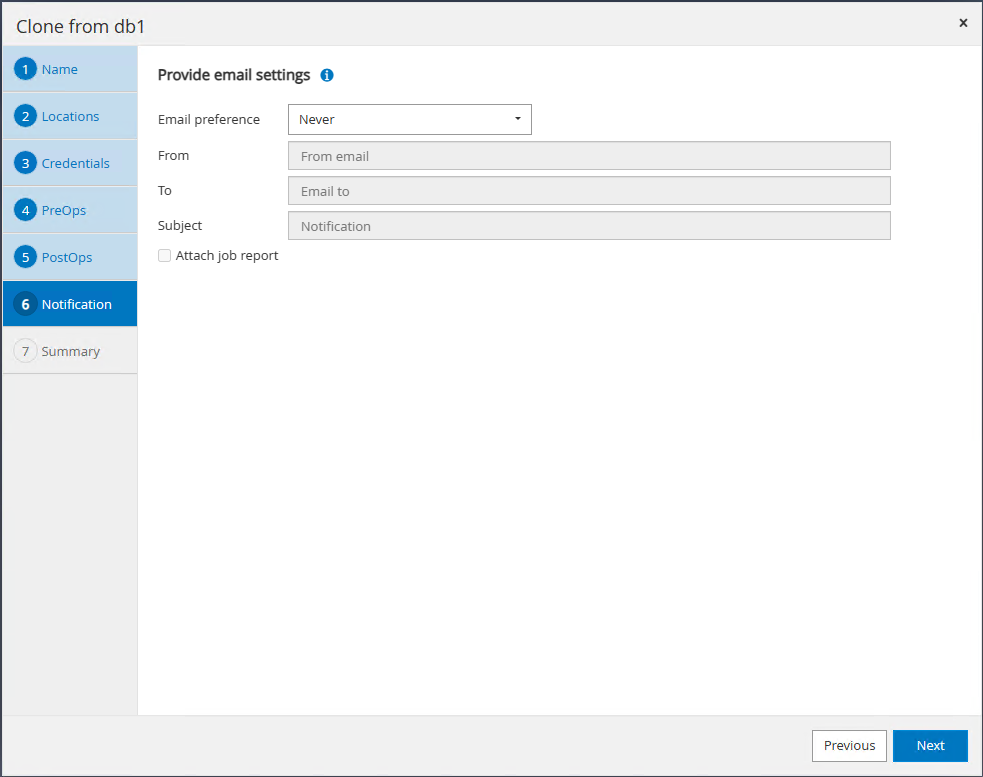 Clone from db1
×
1 Name
2 Locations
3 Credentials
4 PreOps
5 PostOps
6 Notification
7 Summary
Provide email settings i
Email preference Never
From From email
To Email to
Subject Notification
Attach job report
Previous Next